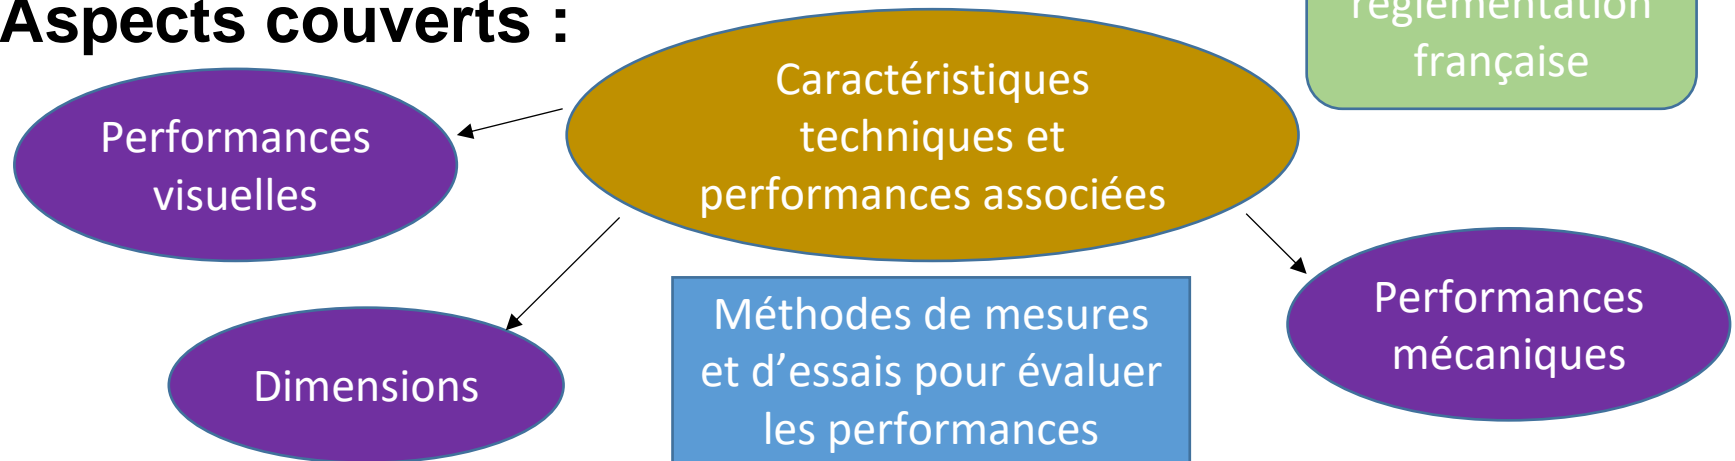 Aspects couverts :
réglementation
française
Caractéristiques
techniques et
performances associées
Performances
visuelles
Dimensions
Méthodes de mesures
et d'essais pour évaluer
les performances
Performances
mécaniques